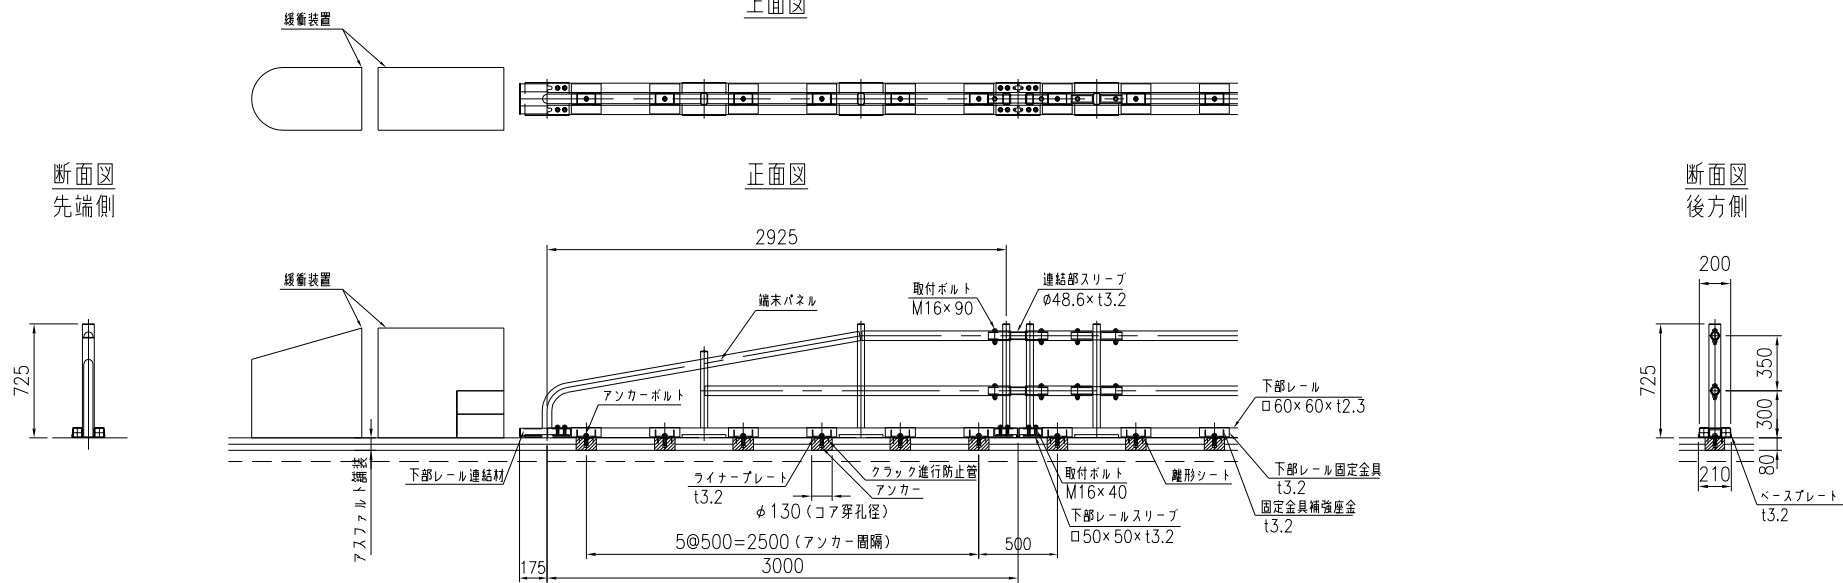 上面図
緩衝装置
断面図
先端側
正面図
断面図
後方側
2925
200
緩衝装置
端末パネル
取付ボルト
M16×90
連結部スリーブ
φ48.6×t3.2
725
アンカーボルト
下部レール
□60×60×t2.3
725
350
300
80
210
アスファルト舗装
下部レール連結材
ライナープレート
t3.2
クラック進行防止管
アンカー
φ130(コア穿孔径)
取付ボルト
M16×40
離形シート
下部レール固定金具
t3.2
固定金具補強座金
t3.2
下部レールスリーブ
□50×50×t3.2
ベースプレート
t3.2
5@500=2500(アンカー間隔)
500
175
3000